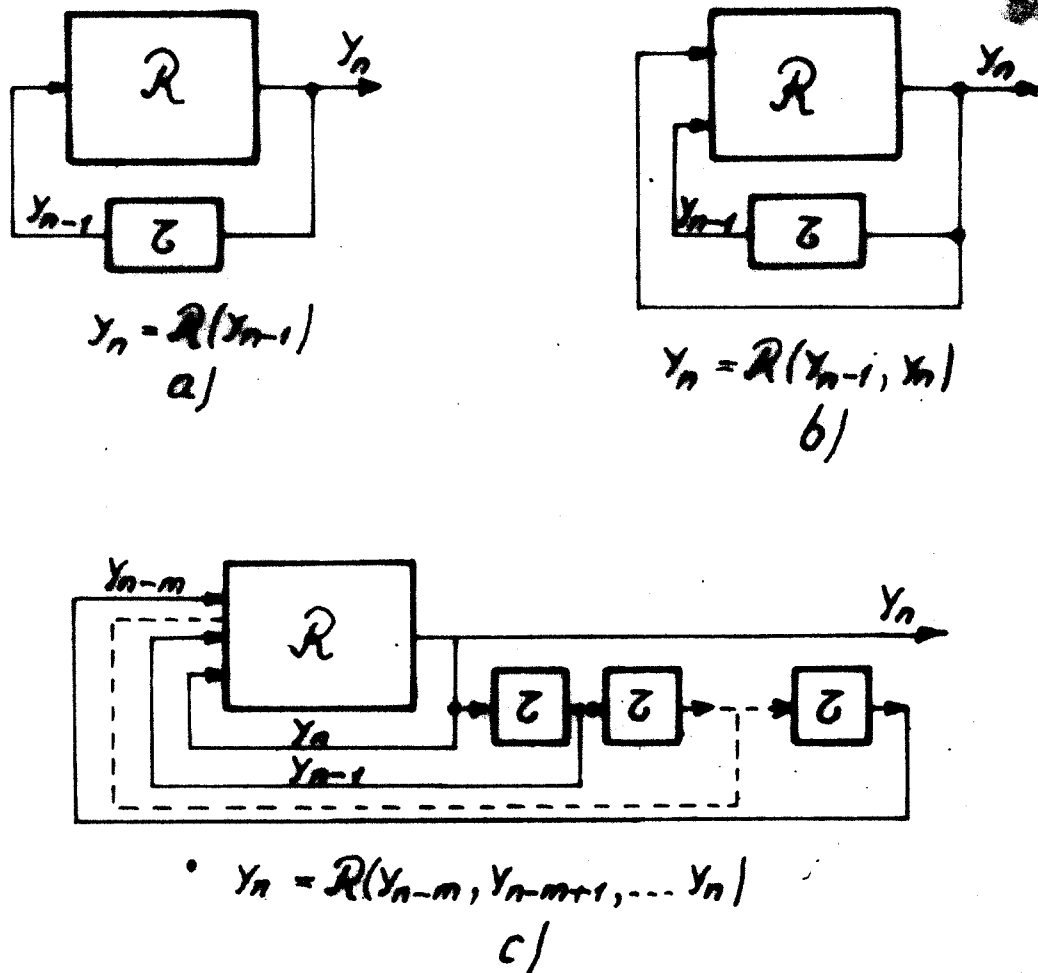 R
yₙ
yₙ₋₁
τ
yₙ = R(yₙ₋₁)
a)
R
yₙ
yₙ₋₁
τ
yₙ = R(yₙ₋₁, yₙ)
b)
yₙ₋ₘ
R
yₙ
τ
τ
τ
yₙ
yₙ₋₁
yₙ = R(yₙ₋ₘ, yₙ₋ₘ₊₁, ---- yₙ)
c)